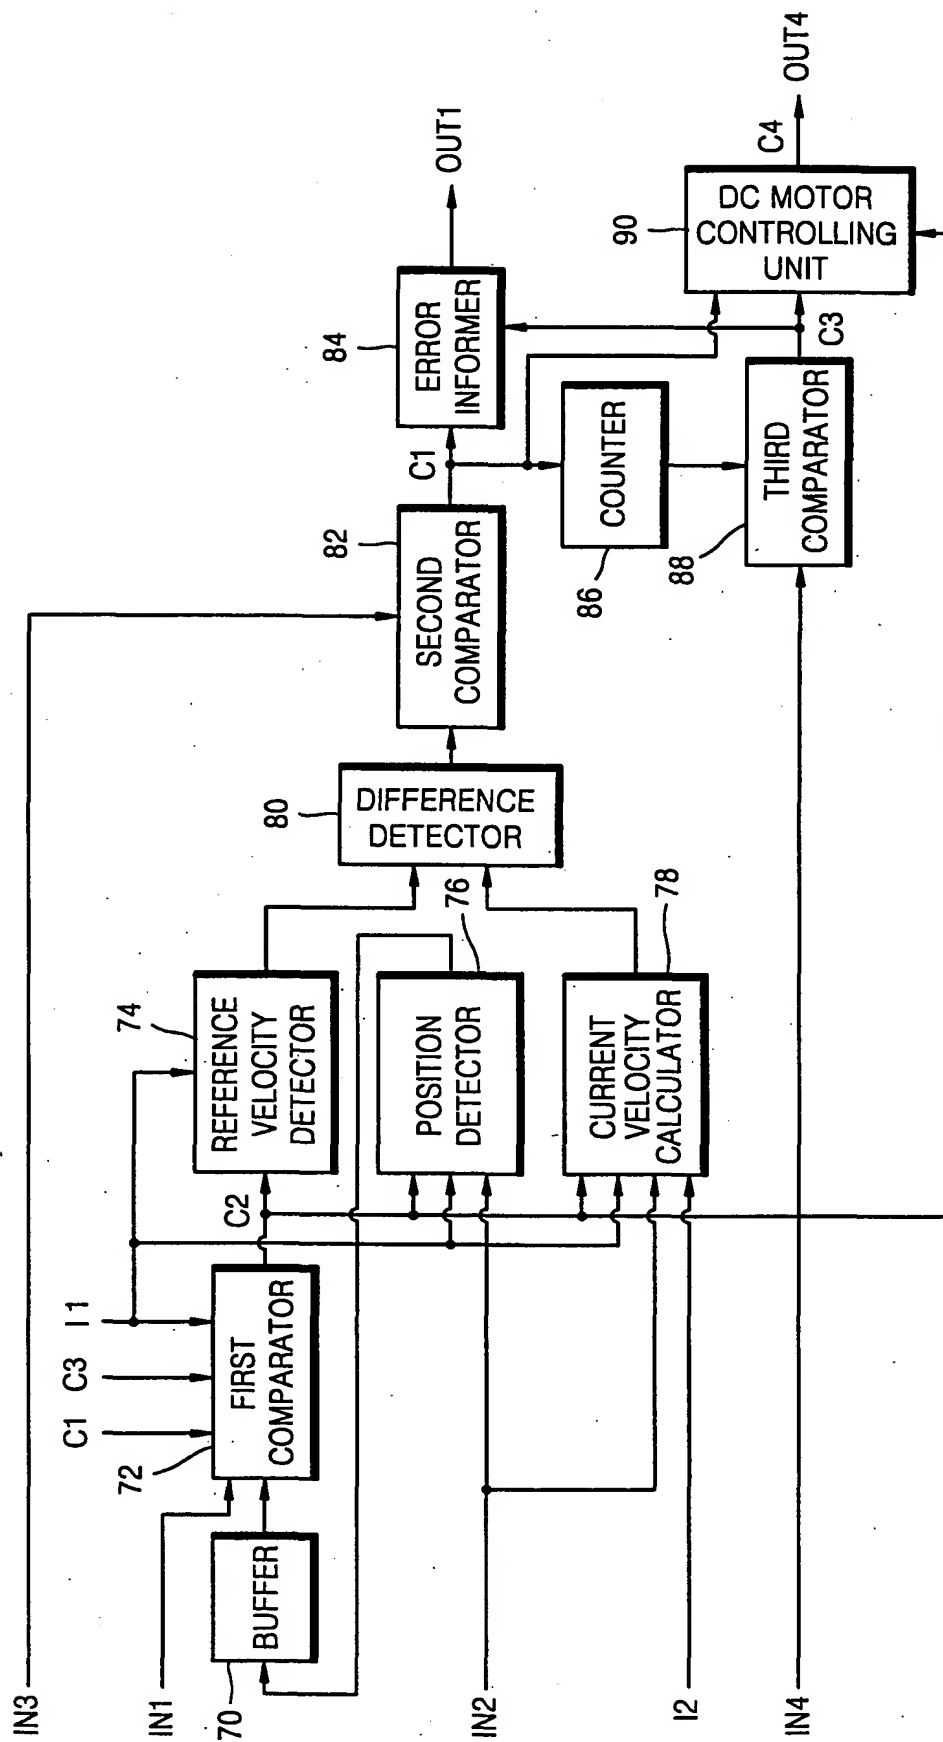 IN3
IN1
70
BUFFER
72
FIRST
COMPARATOR
C1
C3
I1
C2
74
REFERENCE
VELOCITY
DETECTOR
76
POSITION
DETECTOR
78
CURRENT
VELOCITY
CALCULATOR
IN2
I2
IN4
80
DIFFERENCE
DETECTOR
82
SECOND
COMPARATOR
C1
84
ERROR
INFORMER
OUT1
86
COUNTER
88
THIRD
COMPARATOR
C3
90
DC MOTOR
CONTROLLING
UNIT
C4
OUT4